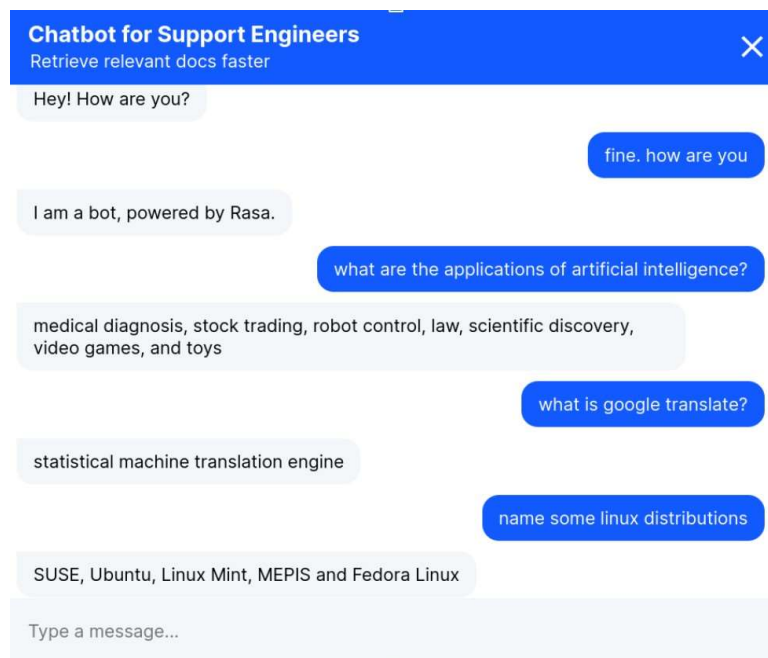 Chatbot for Support Engineers
Retrieve relevant docs faster
Hey! How are you?
fine. how are you
I am a bot, powered by Rasa.
what are the applications of artificial intelligence?
medical diagnosis, stock trading, robot control, law, scientific discovery,
video games, and toys
what is google translate?
statistical machine translation engine
name some linux distributions
SUSE, Ubuntu, Linux Mint, MEPIS and Fedora Linux
Type a message...